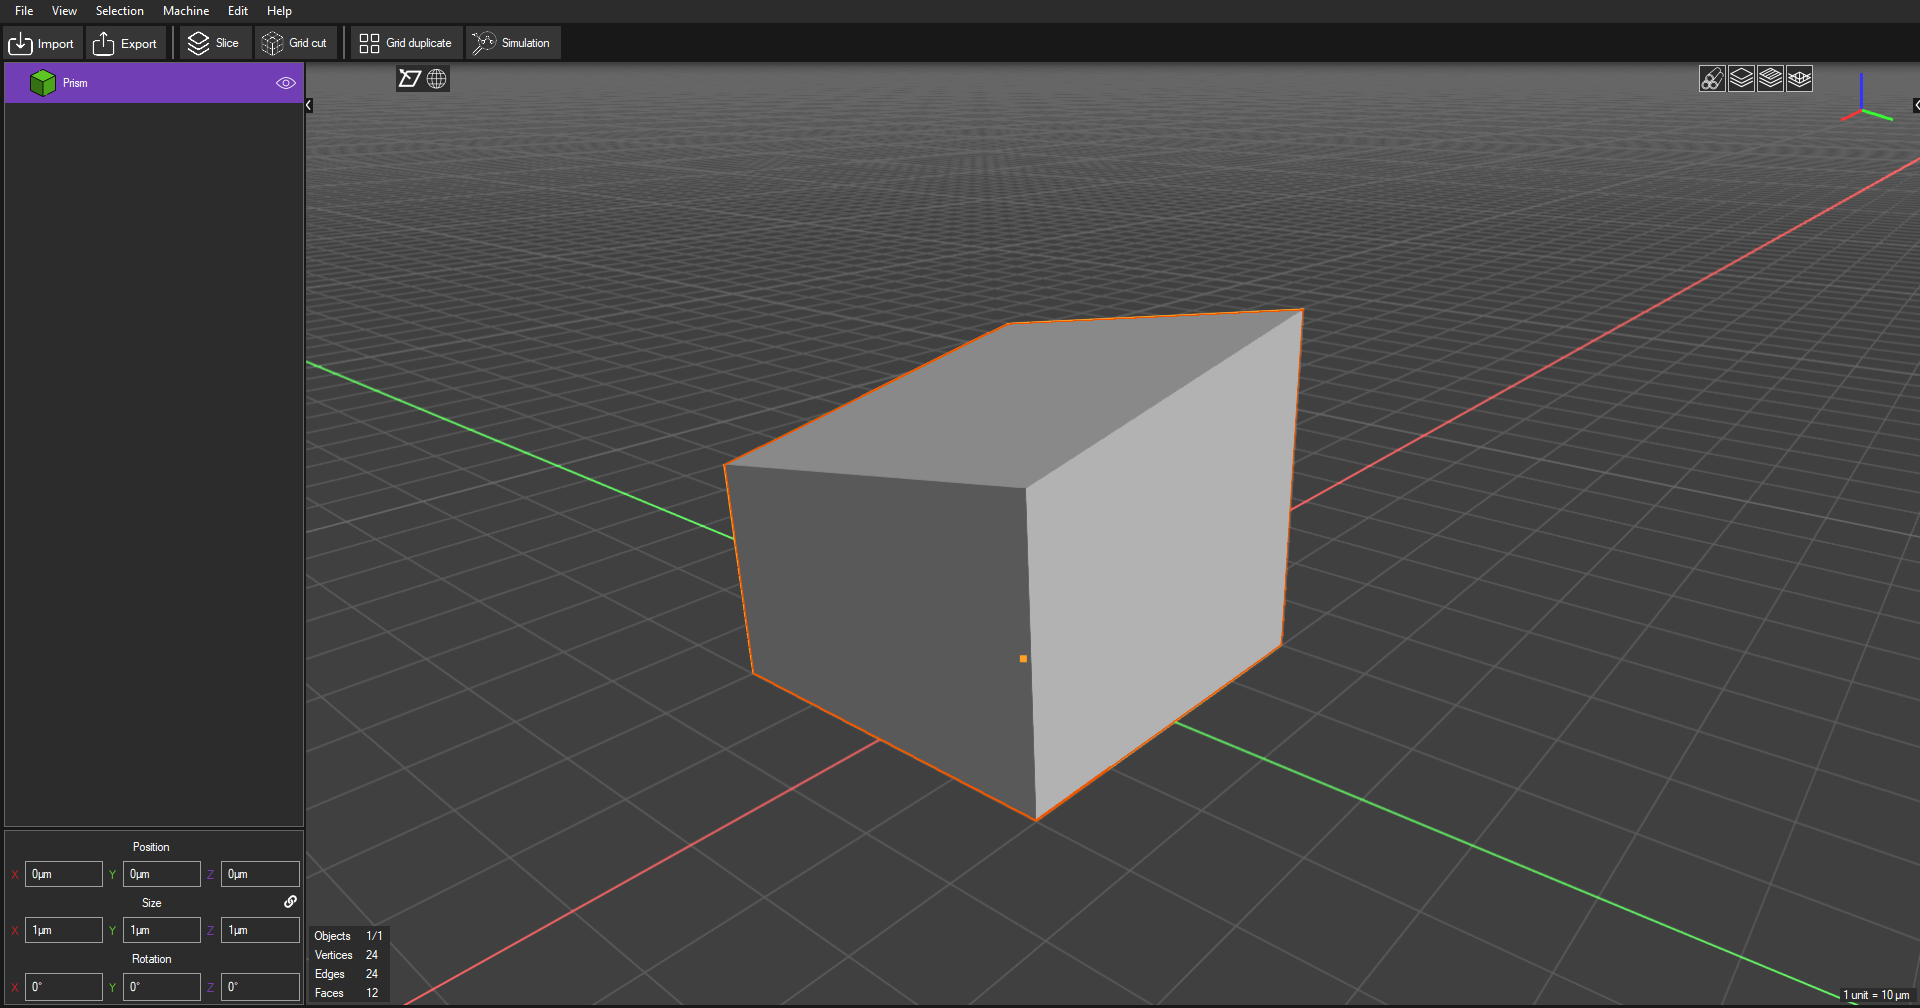 File View Selection Machine Edit Help
Import Export Slice Grid cut Grid duplicate Simulation
Prism
Position
X 0µm Y 0µm Z 0µm
Size
X 1µm Y 1µm Z 1µm
Rotation
X 0° Y 0° Z 0°
Objects 1/1
Vertices 24
Edges 24
Faces 12
1 unit = 10 µm